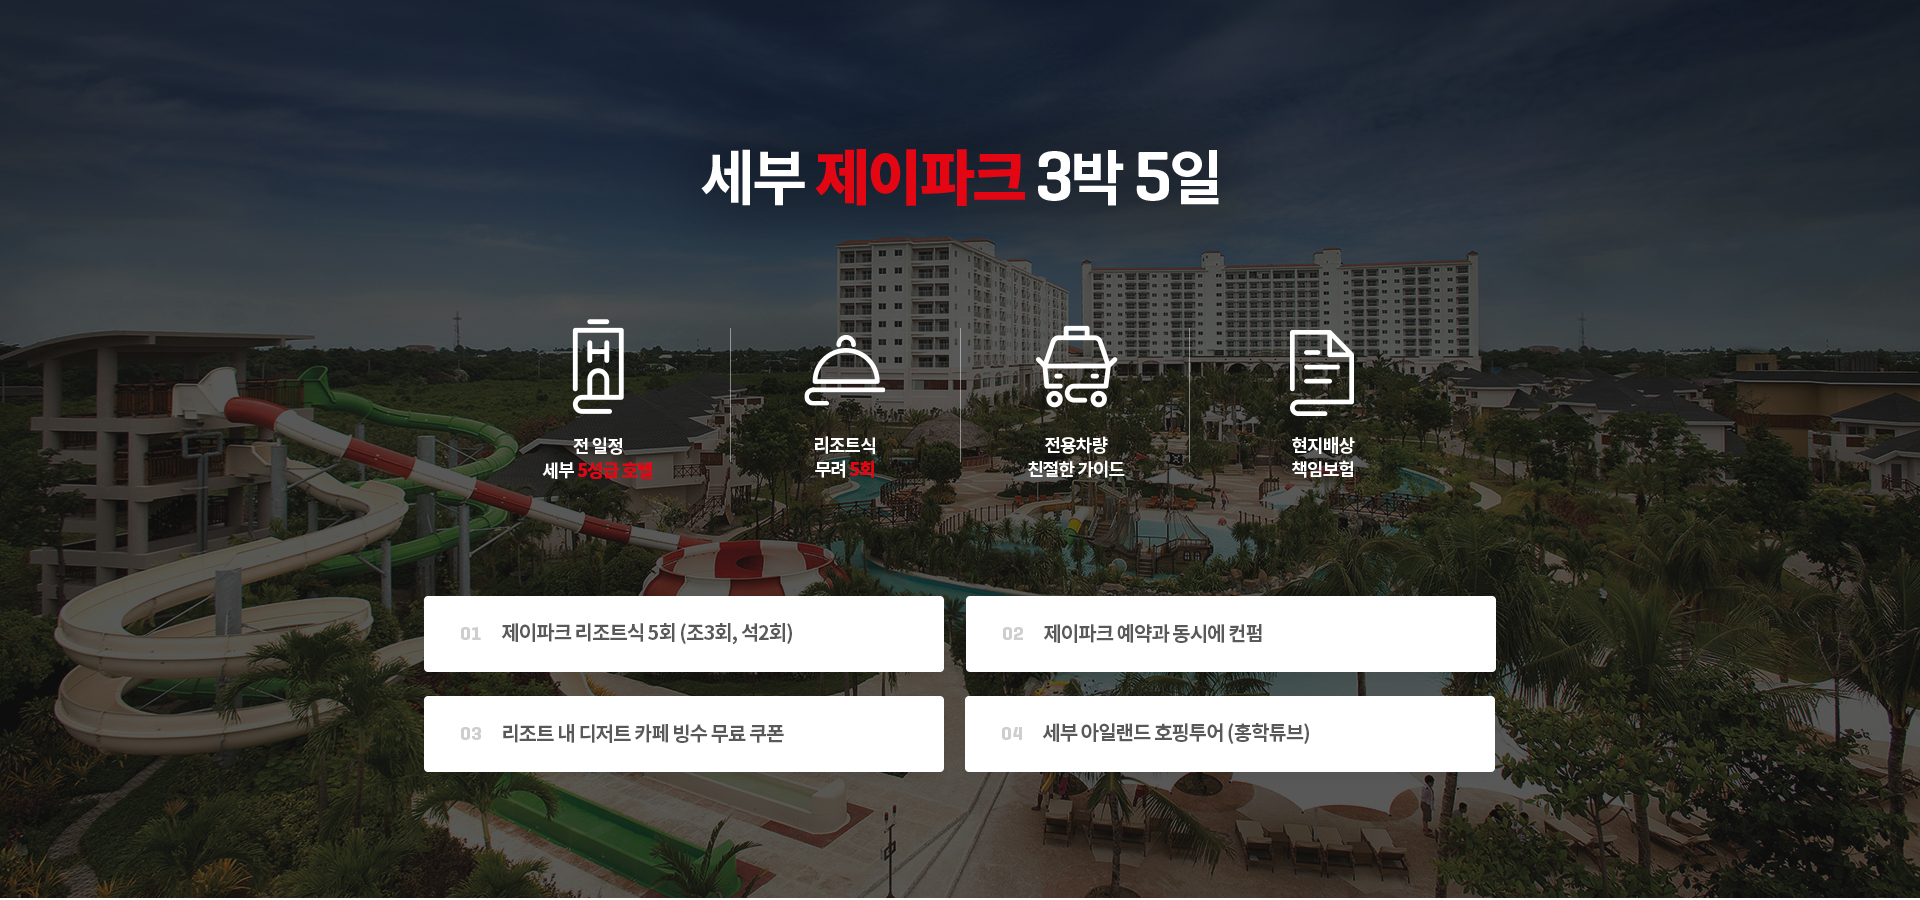 세부 제이파크 3박 5일
전 일정
세부 5성급 호텔
리조트식
무려 5회
전용차량
친절한 가이드
현지배상
책임보험
01 제이파크 리조트식 5회 (조3회, 석2회)
02 제이파크 예약과 동시에 컨펌
03 리조트 내 디저트 카페 빙수 무료 쿠폰
04 세부 아일랜드 호핑투어 (홍학튜브)